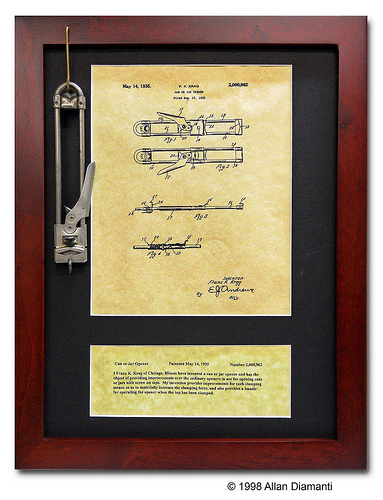 May 14, 1935. F. K. KRAG 2,000,962
CAN OR JAR OPENER
Filed Aug. 15, 1932
Fig. 1
Fig. 2
Fig. 3
Fig. 4
INVENTOR
Frans K. Krag
BY E.J. Andrews
ATTY
Can or Jar Opener Patented May 14, 1935 Number 2,000,962
I Franz K. Krag of Chicago, Illinois have invented a can or jar opener and has the
object of providing improvements over the ordinary openers in use for opening cans
or jars with screw on tops. My invention provides improvements for such clamping
means so as to materially increase the clamping force, and also provides a handle
for operating the opener when the top has been clamped.
© 1998 Allan Diamanti